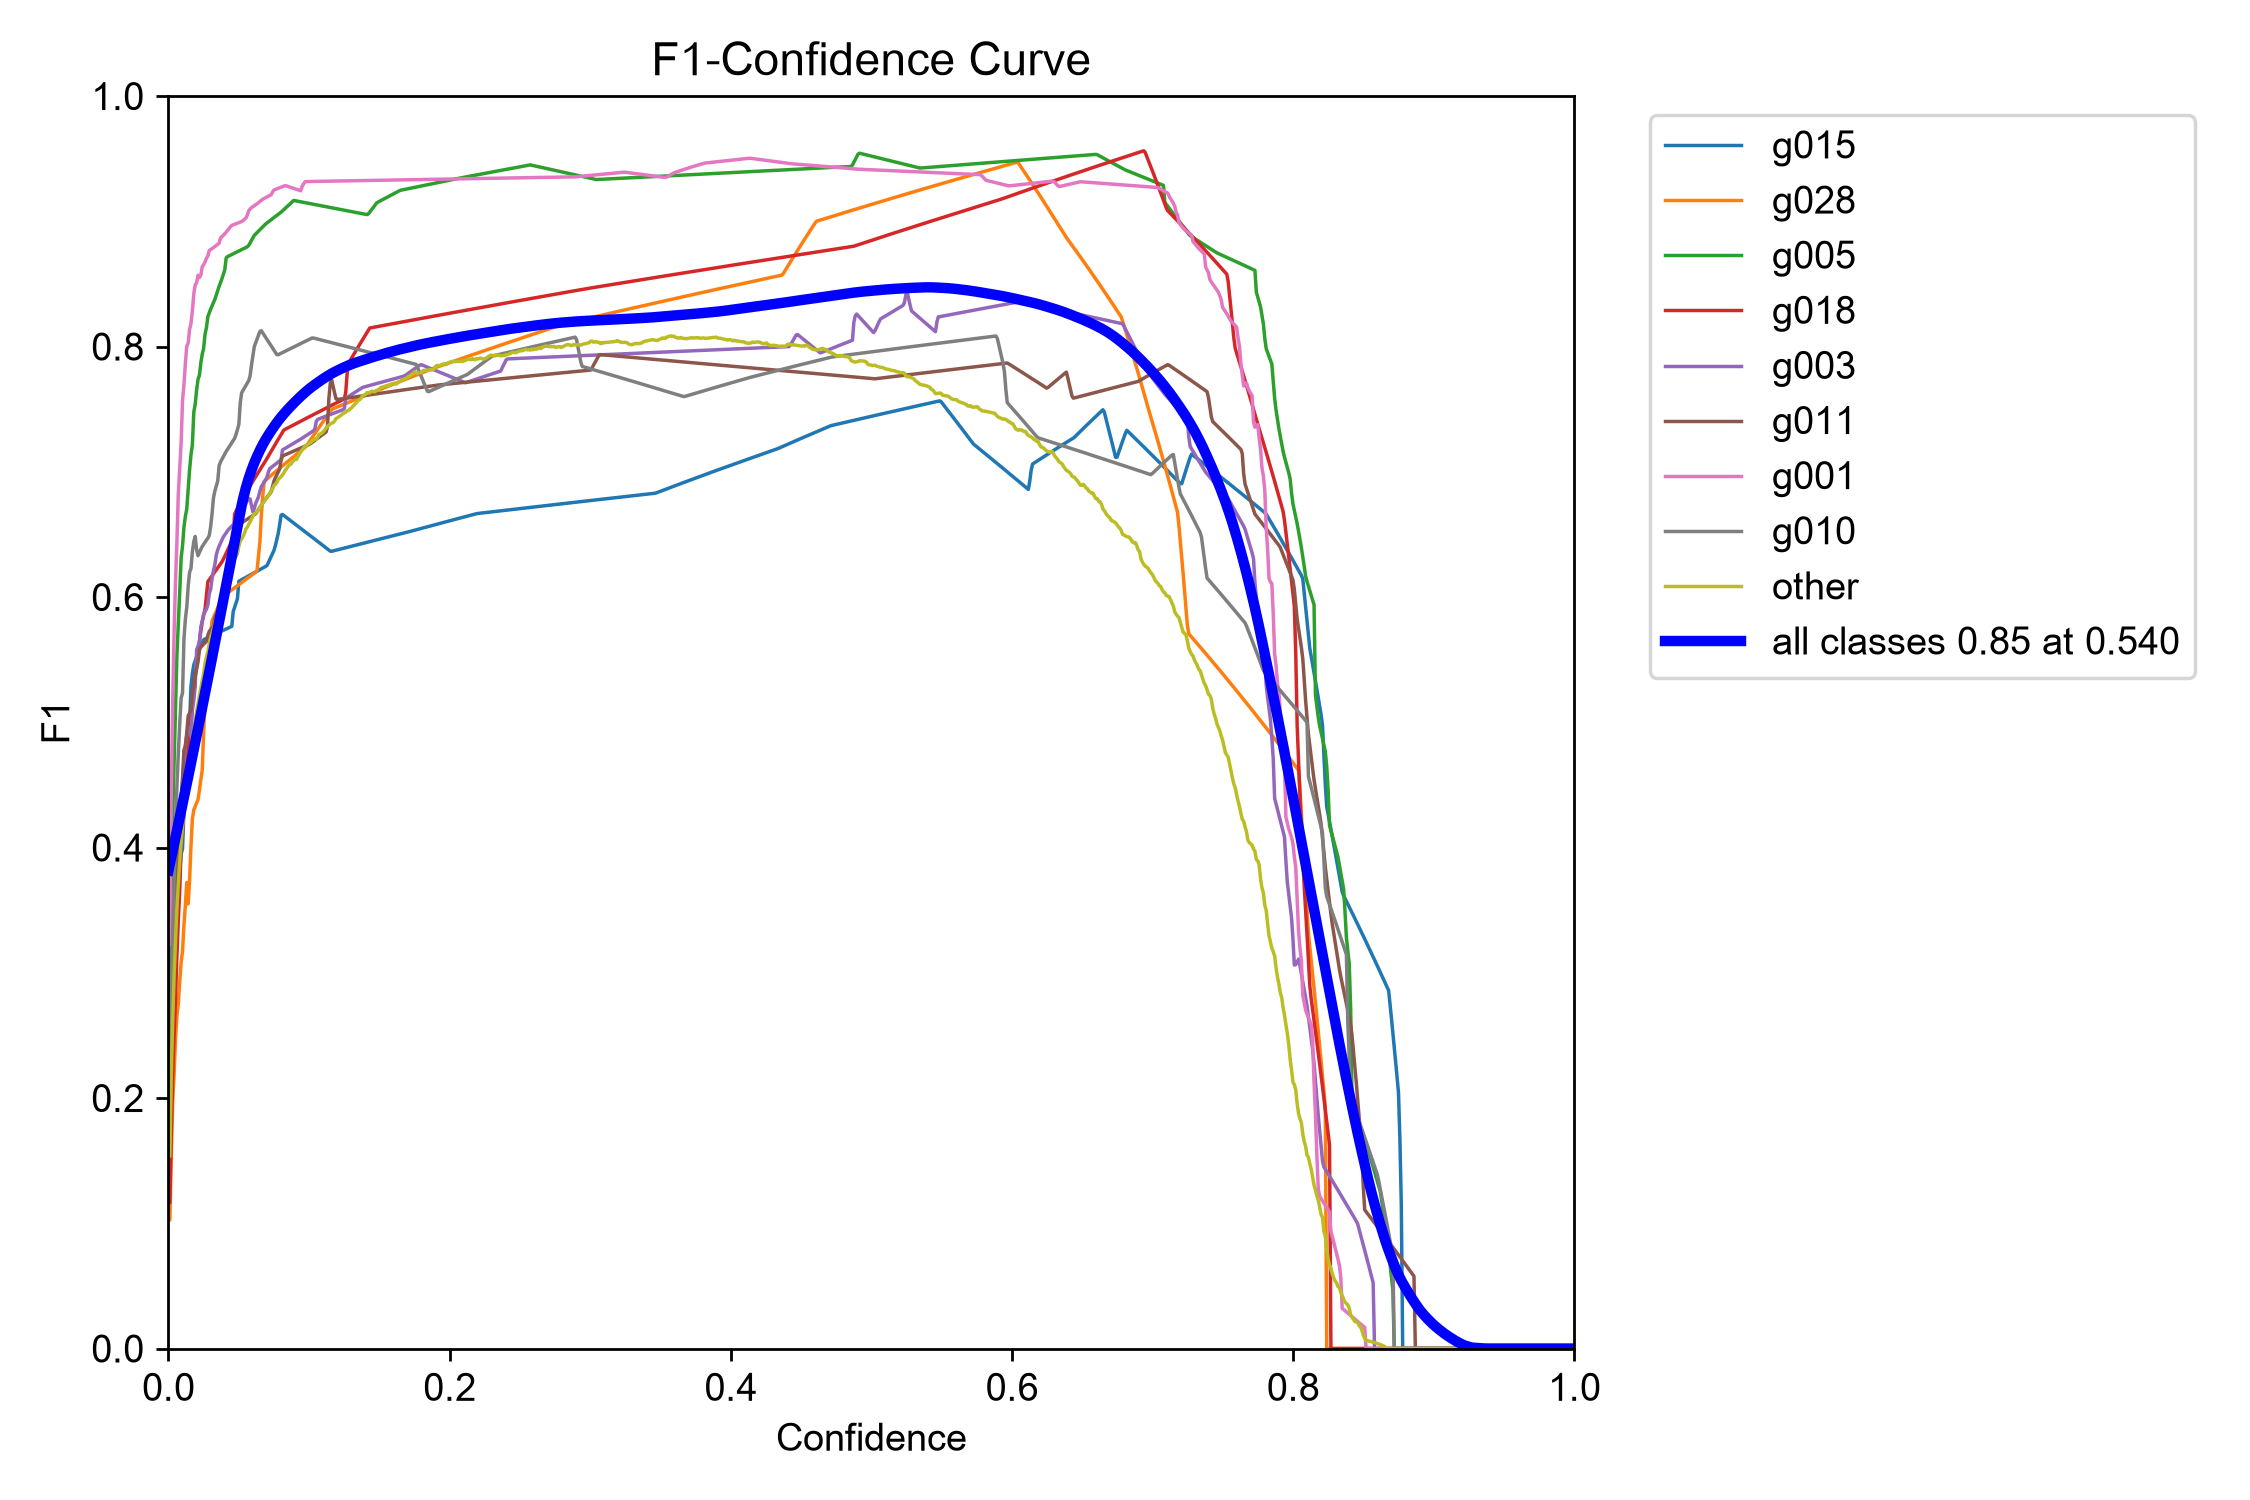 F1-Confidence Curve
1.0
0.8
0.6
0.4
0.2
0.0
F1
0.0 0.2 0.4 0.6 0.8 1.0
Confidence
g015
g028
g005
g018
g003
g011
g001
g010
other
all classes 0.85 at 0.540